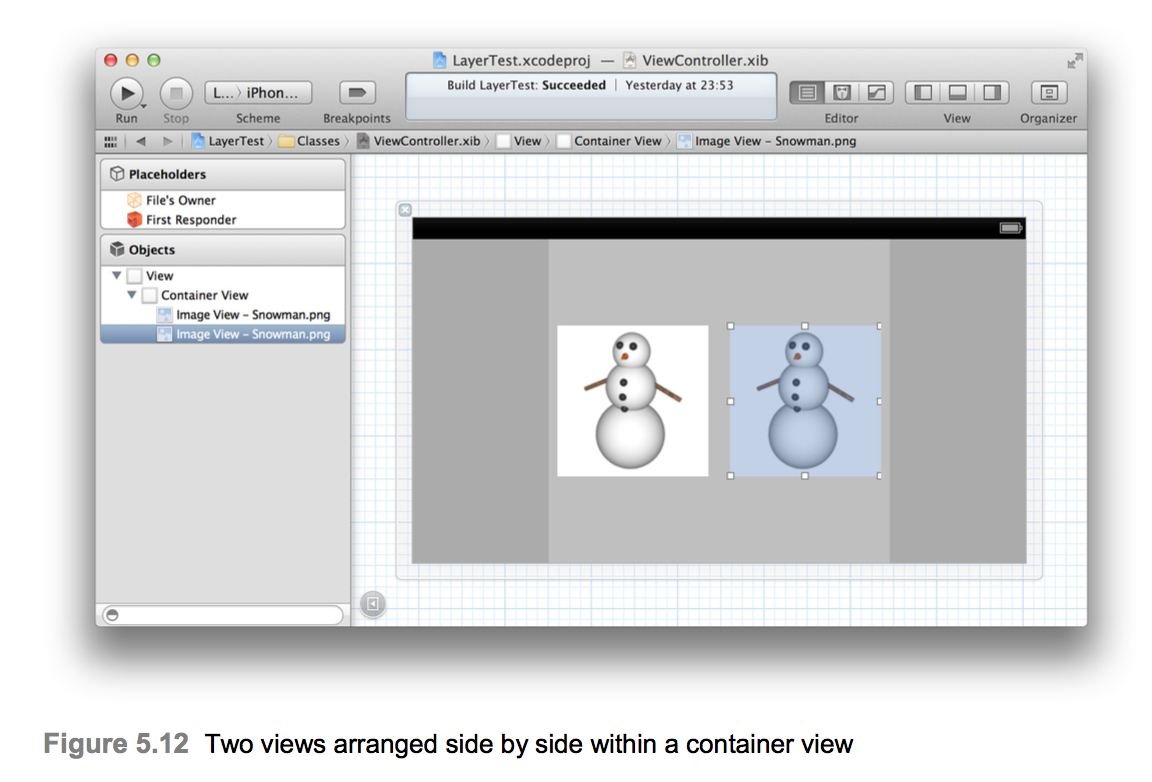 LayerTest.xcodeproj — ViewController.xib
L... › iPhon...
Build LayerTest: Succeeded | Yesterday at 23:53
Run Stop Scheme Breakpoints Editor View Organizer
LayerTest › Classes › ViewController.xib › View › Container View › Image View – Snowman.png
Placeholders
File's Owner
First Responder
Objects
View
Container View
Image View – Snowman.png
Image View – Snowman.png
Figure 5.12 Two views arranged side by side within a container view